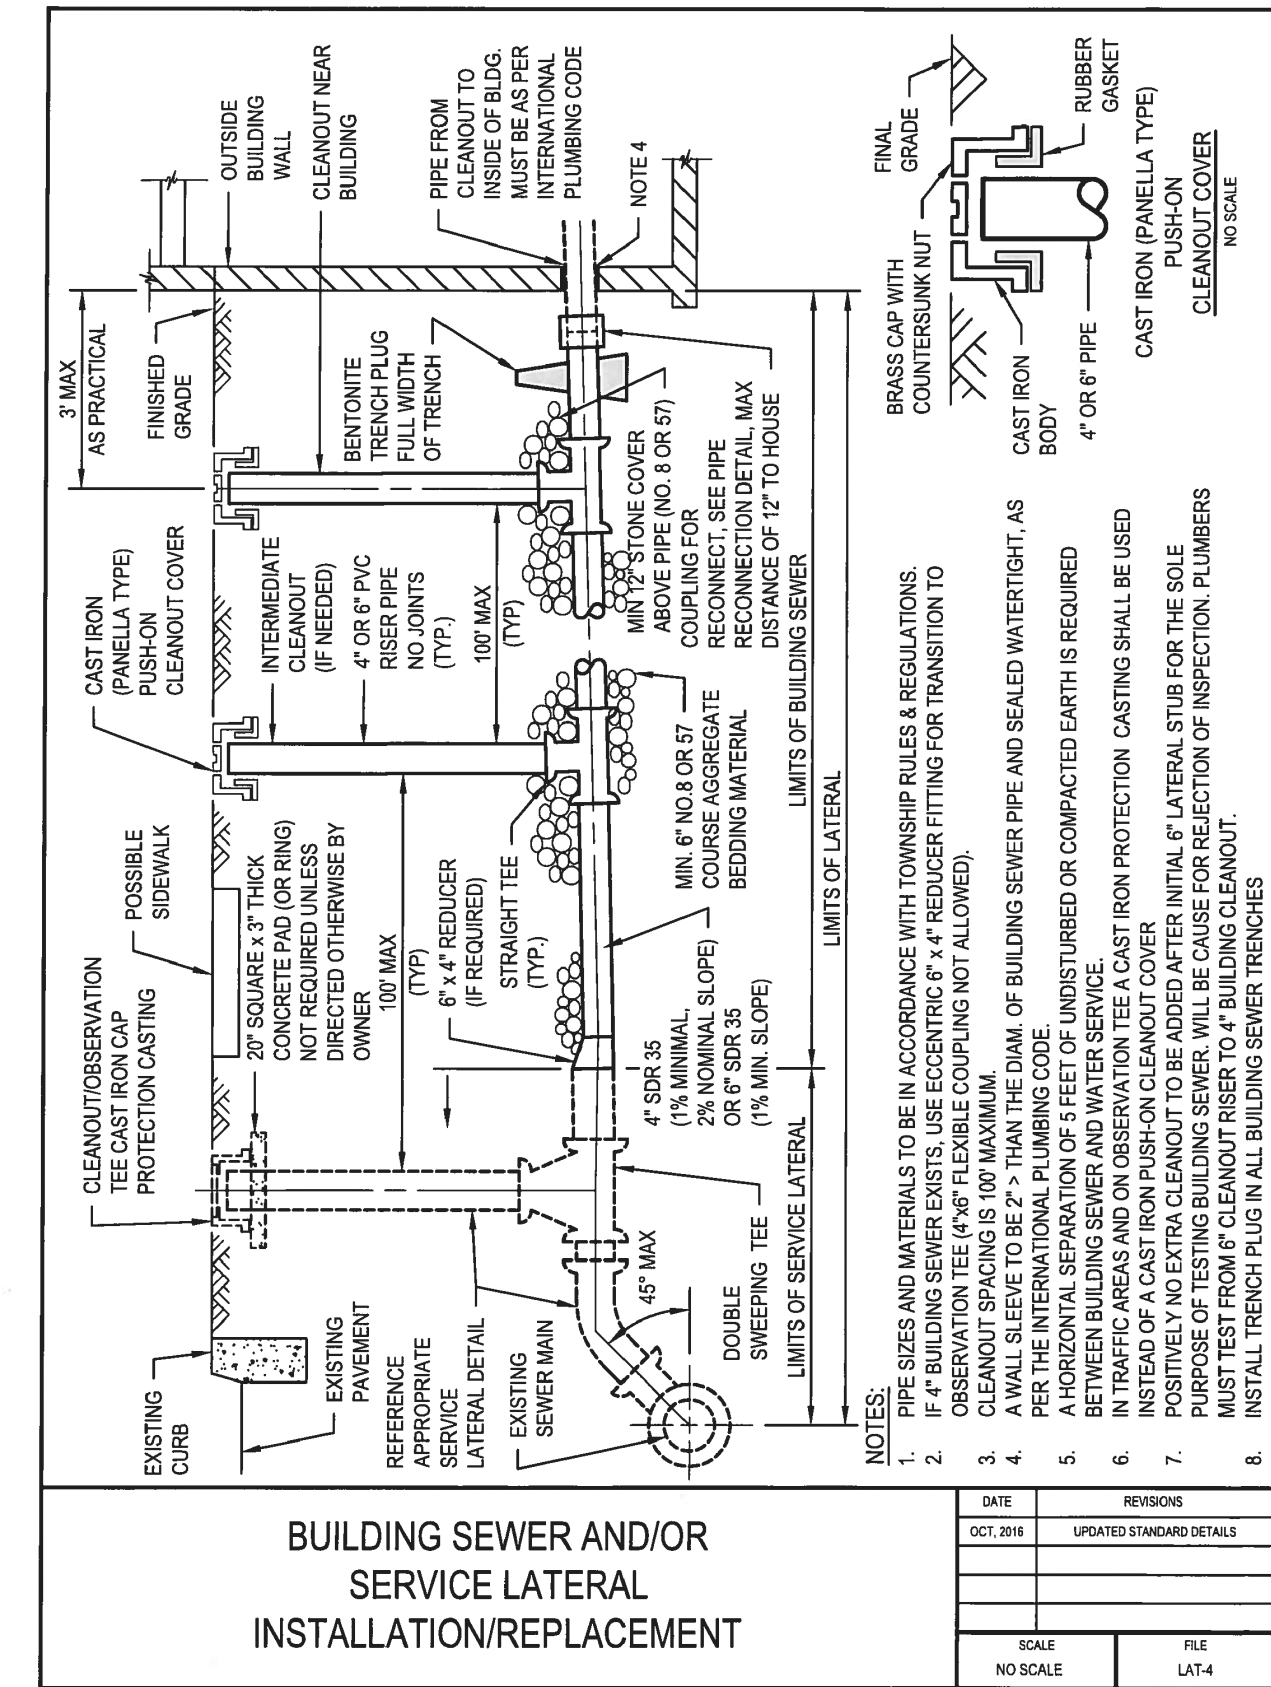 EXISTING
CURB
CLEANOUT/OBSERVATION
TEE CAST IRON CAP
PROTECTION CASTING
POSSIBLE
SIDEWALK
CAST IRON
(PANELLA TYPE)
PUSH-ON
CLEANOUT COVER
3' MAX
AS PRACTICAL
FINISHED
GRADE
OUTSIDE
BUILDING
WALL
CLEANOUT NEAR
BUILDING
EXISTING
PAVEMENT
20" SQUARE x 3" THICK
CONCRETE PAD (OR RING)
NOT REQUIRED UNLESS
DIRECTED OTHERWISE BY
OWNER
INTERMEDIATE
CLEANOUT
(IF NEEDED)
4" OR 6" PVC
RISER PIPE
NO JOINTS
(TYP.)
BENTONITE
TRENCH PLUG
FULL WIDTH
OF TRENCH
PIPE FROM
CLEANOUT TO
INSIDE OF BLDG.
MUST BE AS PER
INTERNATIONAL
PLUMBING CODE
REFERENCE
APPROPRIATE
SERVICE
LATERAL DETAIL
100' MAX
(TYP)
6" x 4" REDUCER
(IF REQUIRED)
STRAIGHT TEE
(TYP.)
100' MAX
(TYP)
NOTE 4
EXISTING
SEWER MAIN
45° MAX
DOUBLE
SWEEPING TEE
4" SDR 35
(1% MINIMAL,
2% NOMINAL SLOPE)
OR 6" SDR 35
(1% MIN. SLOPE)
MIN. 6" NO.8 OR 57
COURSE AGGREGATE
BEDDING MATERIAL
MIN 12" STONE COVER
ABOVE PIPE (NO. 8 OR 57)
COUPLING FOR
RECONNECT, SEE PIPE
RECONNECTION DETAIL, MAX
DISTANCE OF 12" TO HOUSE
LIMITS OF SERVICE LATERAL
LIMITS OF BUILDING SEWER
LIMITS OF LATERAL
NOTES:
1. PIPE SIZES AND MATERIALS TO BE IN ACCORDANCE WITH TOWNSHIP RULES & REGULATIONS.
2. IF 4" BUILDING SEWER EXISTS, USE ECCENTRIC 6" x 4" REDUCER FITTING FOR TRANSITION TO
OBSERVATION TEE (4"x6" FLEXIBLE COUPLING NOT ALLOWED).
3. CLEANOUT SPACING IS 100' MAXIMUM.
4. A WALL SLEEVE TO BE 2" > THAN THE DIAM. OF BUILDING SEWER PIPE AND SEALED WATERTIGHT, AS
PER THE INTERNATIONAL PLUMBING CODE.
5. A HORIZONTAL SEPARATION OF 5 FEET OF UNDISTURBED OR COMPACTED EARTH IS REQUIRED
BETWEEN BUILDING SEWER AND WATER SERVICE.
6. IN TRAFFIC AREAS AND ON OBSERVATION TEE A CAST IRON PROTECTION CASTING SHALL BE USED
INSTEAD OF A CAST IRON PUSH-ON CLEANOUT COVER
7. POSITIVELY NO EXTRA CLEANOUT TO BE ADDED AFTER INITIAL 6" LATERAL STUB FOR THE SOLE
PURPOSE OF TESTING BUILDING SEWER. WILL BE CAUSE FOR REJECTION OF INSPECTION. PLUMBERS
MUST TEST FROM 6" CLEANOUT RISER TO 4" BUILDING CLEANOUT.
8. INSTALL TRENCH PLUG IN ALL BUILDING SEWER TRENCHES
BRASS CAP WITH
COUNTERSUNK NUT
FINAL
GRADE
CAST IRON
BODY
4" OR 6" PIPE
RUBBER
GASKET
CAST IRON (PANELLA TYPE)
PUSH-ON
CLEANOUT COVER
NO SCALE
BUILDING SEWER AND/OR
SERVICE LATERAL
INSTALLATION/REPLACEMENT
DATE REVISIONS
OCT, 2016 UPDATED STANDARD DETAILS
SCALE FILE
NO SCALE LAT-4